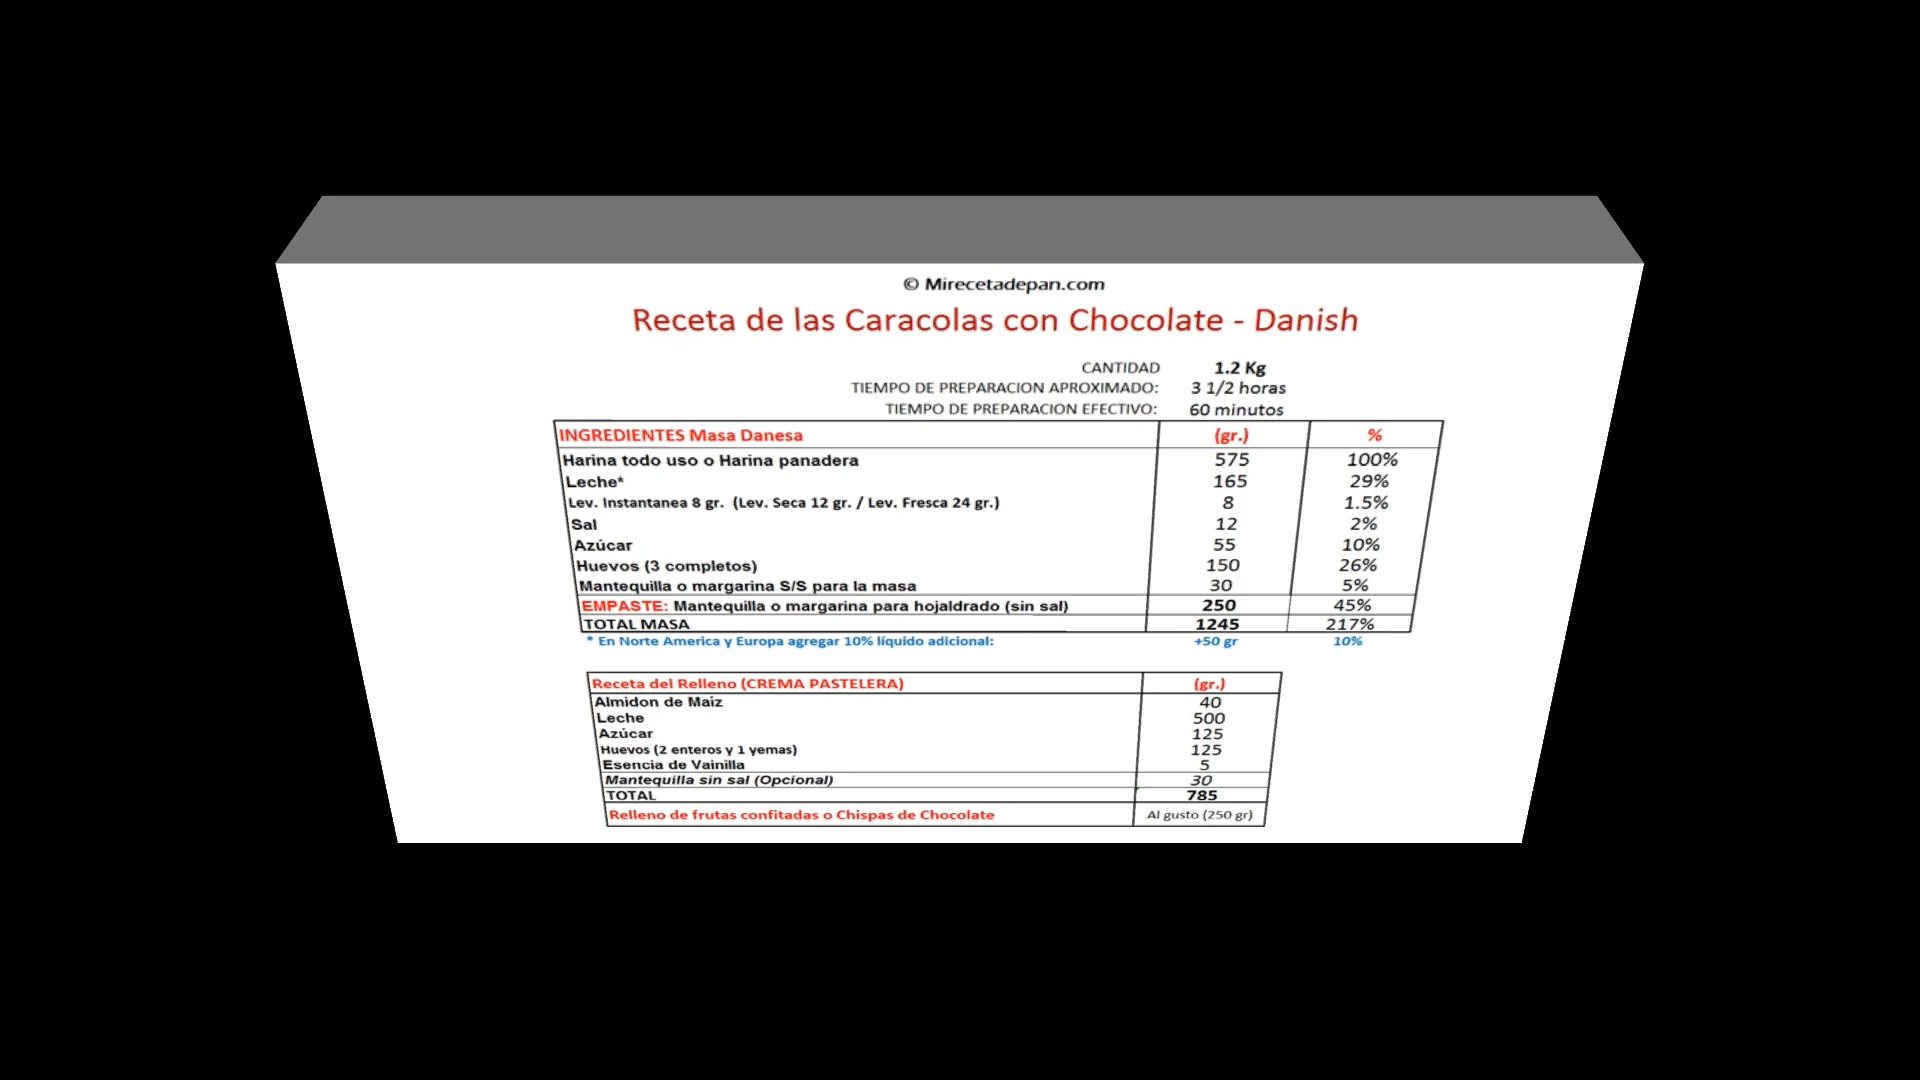 © Mirecetadepan.com
Receta de las Caracolas con Chocolate - Danish
CANTIDAD 1.2 Kg
TIEMPO DE PREPARACION APROXIMADO: 3 1/2 horas
TIEMPO DE PREPARACION EFECTIVO: 60 minutos
INGREDIENTES Masa Danesa (gr.) %
Harina todo uso o Harina panadera 575 100%
Leche* 165 29%
Lev. Instantanea 8 gr. (Lev. Seca 12 gr. / Lev. Fresca 24 gr.) 8 1.5%
Sal 12 2%
Azúcar 55 10%
Huevos (3 completos) 150 26%
Mantequilla o margarina S/S para la masa 30 5%
EMPASTE: Mantequilla o margarina para hojaldrado (sin sal) 250 45%
TOTAL MASA 1245 217%
* En Norte America y Europa agregar 10% líquido adicional: +50 gr 10%
Receta del Relleno (CREMA PASTELERA) (gr.)
Almidon de Maíz 40
Leche 500
Azúcar 125
Huevos (2 enteros y 1 yemas) 125
Esencia de Vainilla 5
Mantequilla sin sal (Opcional) 30
TOTAL 785
Relleno de frutas confitadas o Chispas de Chocolate Al gusto (250 gr)